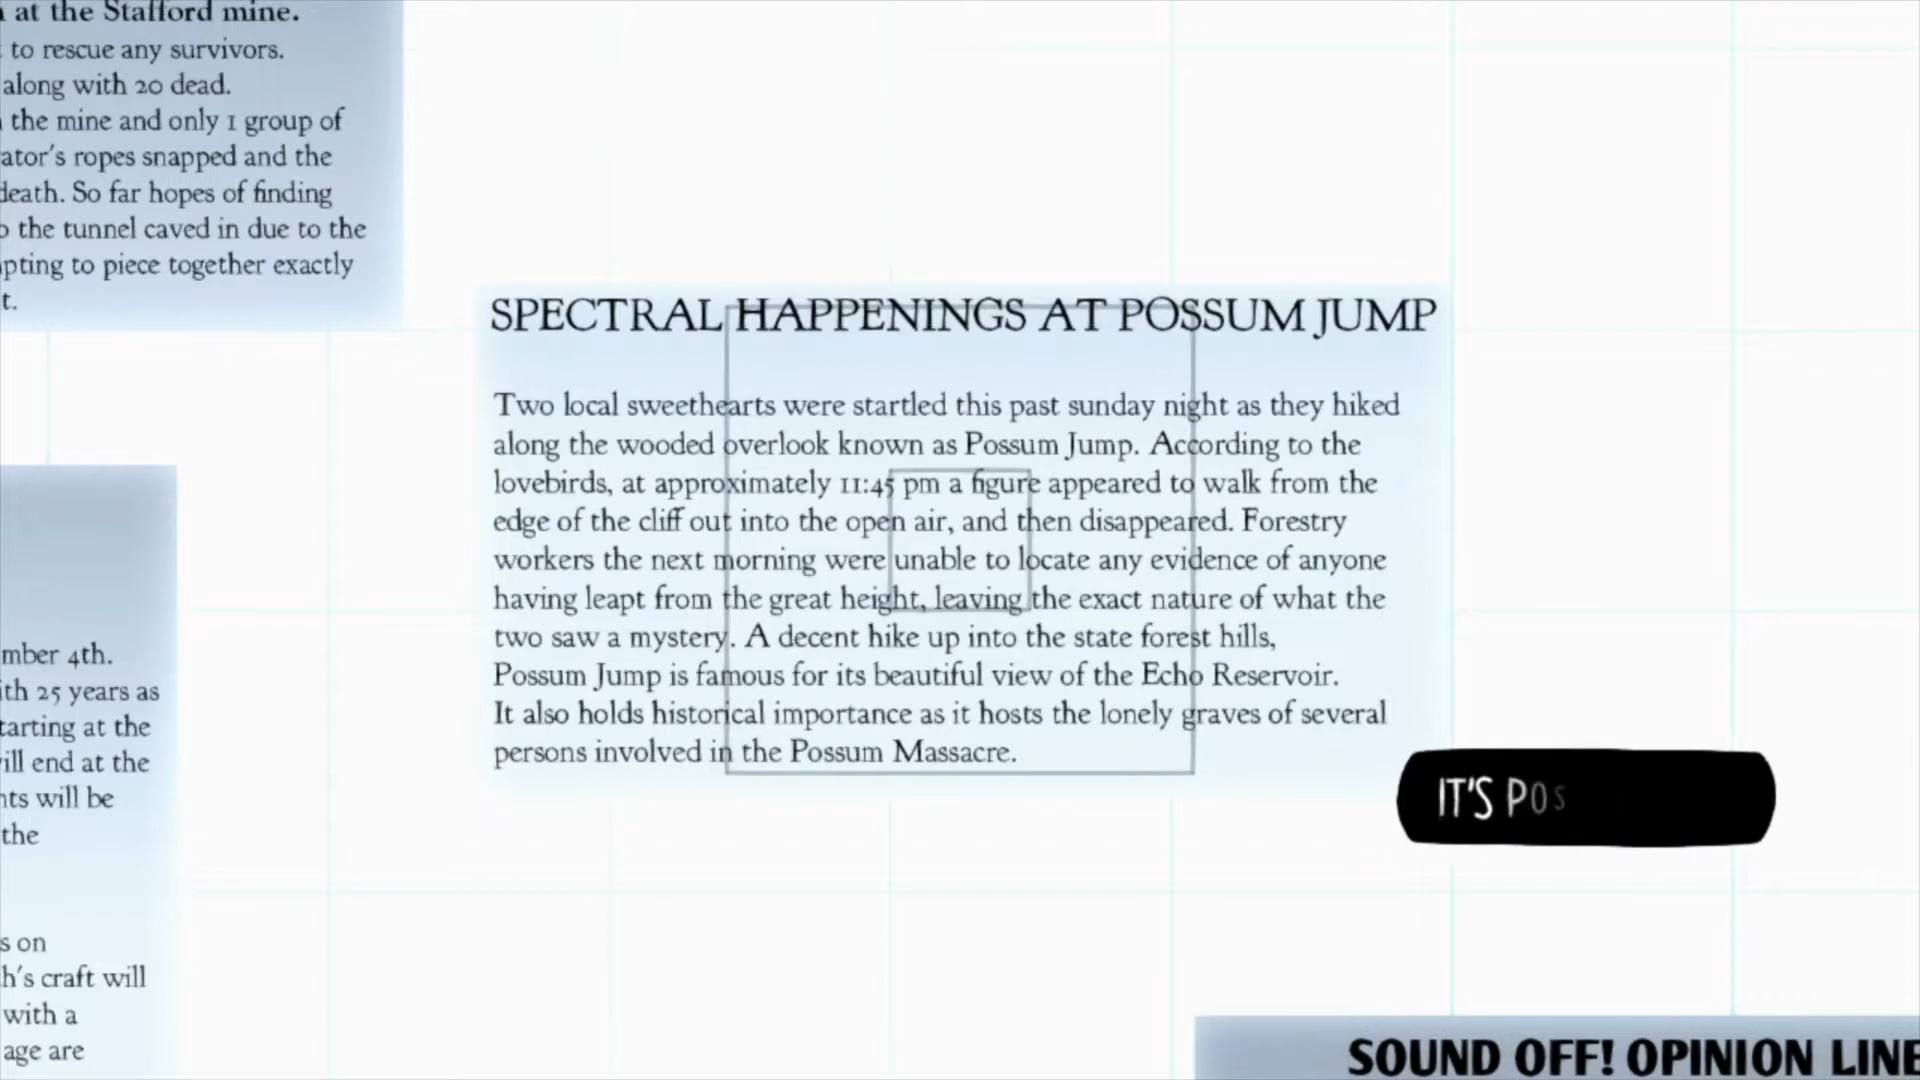 at the Stafford mine.
to rescue any survivors.
along with 20 dead.
the mine and only 1 group of
ator's ropes snapped and the
death. So far hopes of finding
the tunnel caved in due to the
pting to piece together exactly
t.
SPECTRAL HAPPENINGS AT POSSUM JUMP
Two local sweethearts were startled this past sunday night as they hiked
along the wooded overlook known as Possum Jump. According to the
lovebirds, at approximately 11:45 pm a figure appeared to walk from the
edge of the cliff out into the open air, and then disappeared. Forestry
workers the next morning were unable to locate any evidence of anyone
having leapt from the great height, leaving the exact nature of what the
two saw a mystery. A decent hike up into the state forest hills,
Possum Jump is famous for its beautiful view of the Echo Reservoir.
It also holds historical importance as it hosts the lonely graves of several
persons involved in the Possum Massacre.
mber 4th.
ith 25 years as
tarting at the
ill end at the
nts will be
the
s on
h's craft will
with a
age are
IT'S POS
SOUND OFF! OPINION LINE